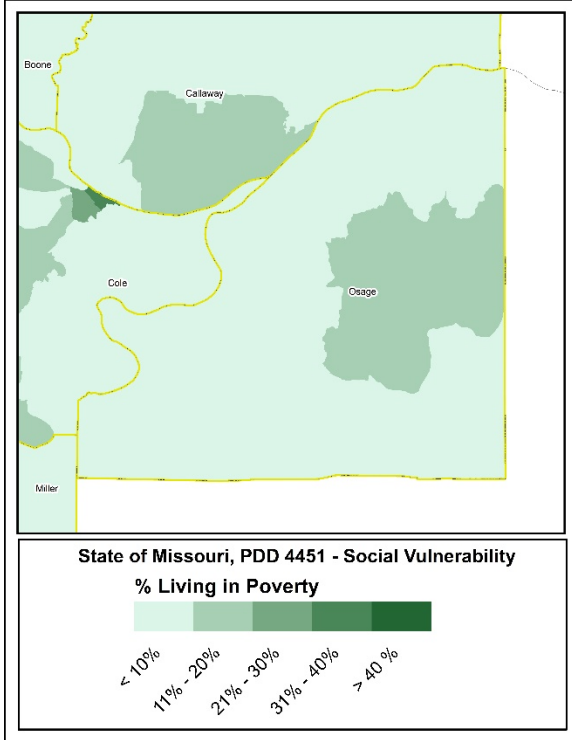 Boone
Callaway
Cole
Osage
Miller
State of Missouri, PDD 4451 - Social Vulnerability
% Living in Poverty
< 10%
11% - 20%
21% - 30%
31% - 40%
> 40 %